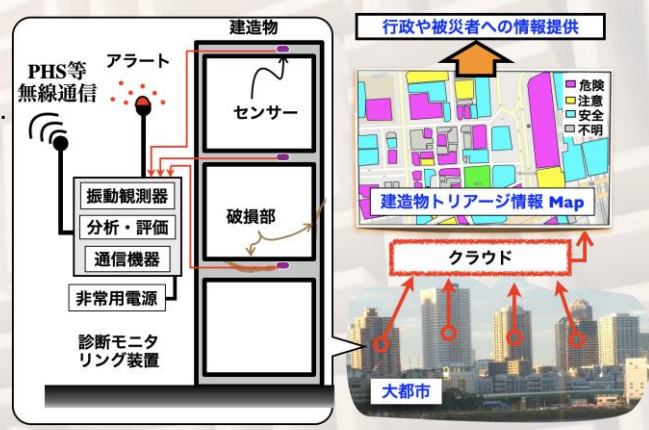 建造物
アラート
PHS等
無線通信
センサー
振動観測器
分析・評価
通信機器
非常用電源
破損部
診断モニタ
リング装置
行政や被災者への情報提供
危険
注意
安全
不明
建造物トリアージ情報 Map
クラウド
大都市